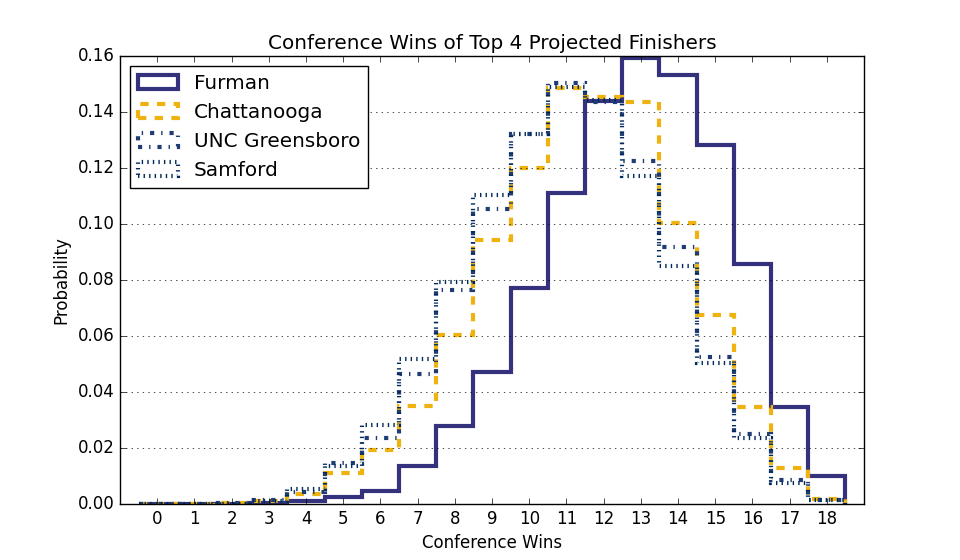 Conference Wins of Top 4 Projected Finishers
0.16
0.14
0.12
0.10
0.08
0.06
0.04
0.02
0.00
Probability
Furman
Chattanooga
UNC Greensboro
Samford
0 1 2 3 4 5 6 7 8 9 10 11 12 13 14 15 16 17 18
Conference Wins